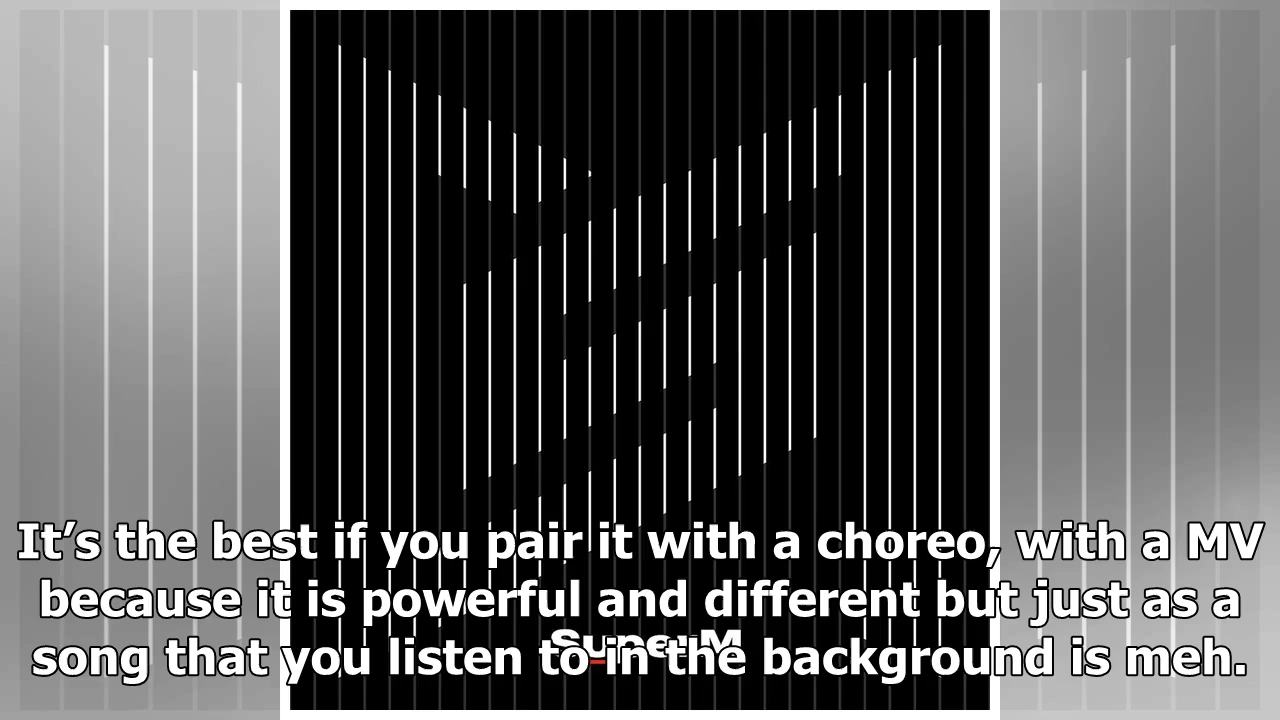 It’s the best if you pair it with a choreo, with a MV
because it is powerful and different but just as a
SuperM
song that you listen to in the background is meh.